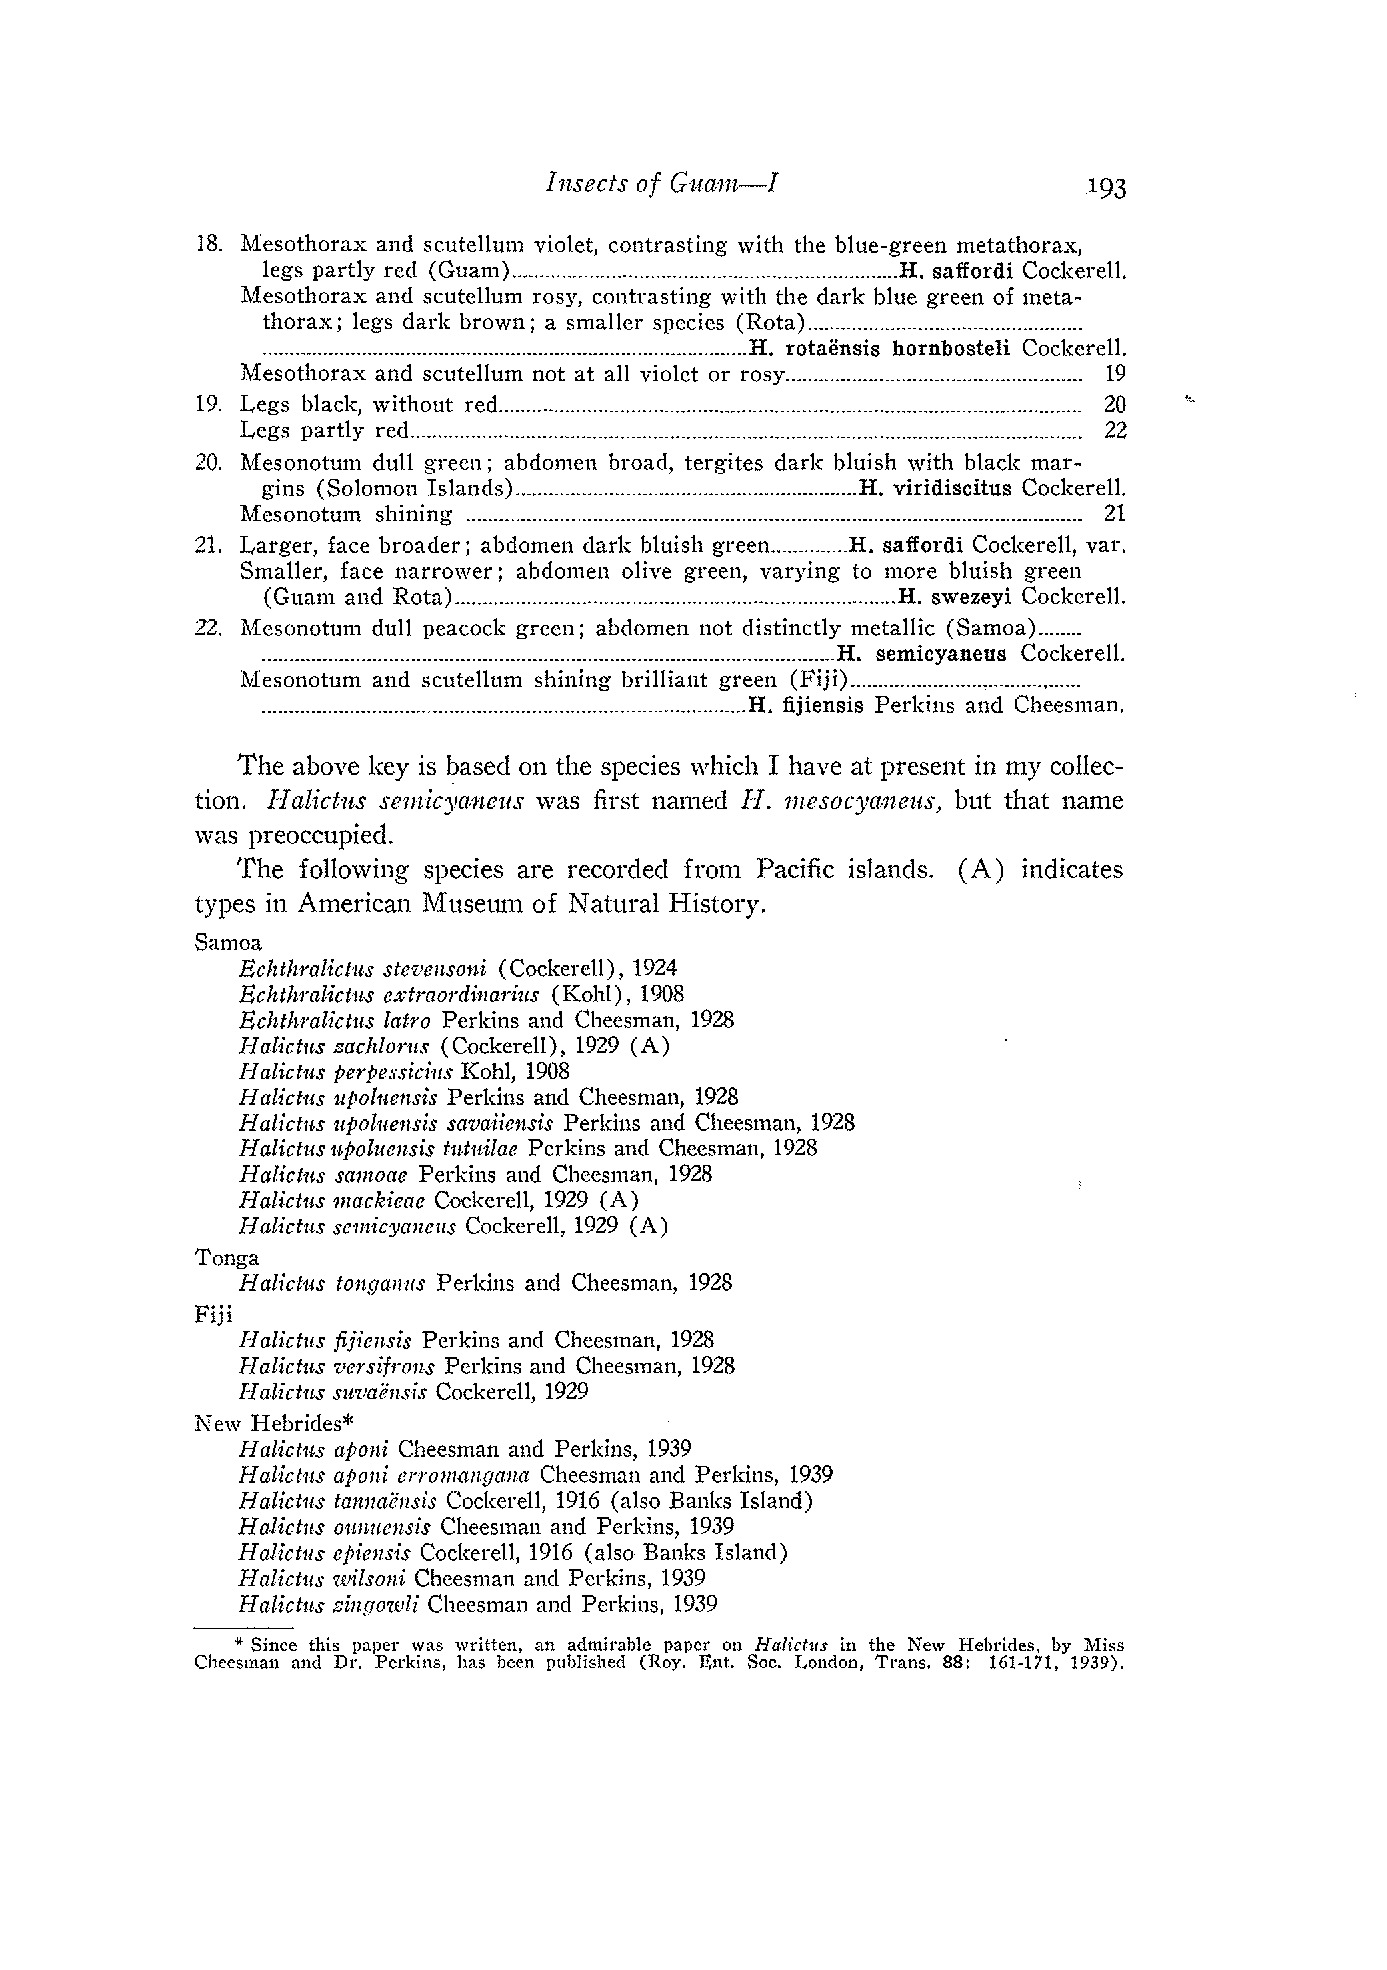 Insects of Guam—I 193
18. Mesothorax and scutellum violet, contrasting with the blue-green metathorax,
legs partly red (Guam)..........H. saffordi Cockerell.
Mesothorax and scutellum rosy, contrasting with the dark blue green of meta-
thorax; legs dark brown; a smaller species (Rota)..........
..........H. rotaënsis hornbosteli Cockerell.
Mesothorax and scutellum not at all violet or rosy.......... 19
19. Legs black, without red.......... 20
Legs partly red.......... 22
20. Mesonotum dull green; abdomen broad, tergites dark bluish with black mar-
gins (Solomon Islands)..........H. viridiscitus Cockerell.
Mesonotum shining .......... 21
21. Larger, face broader; abdomen dark bluish green..........H. saffordi Cockerell, var.
Smaller, face narrower; abdomen olive green, varying to more bluish green
(Guam and Rota)..........H. swezeyi Cockerell.
22. Mesonotum dull peacock green; abdomen not distinctly metallic (Samoa)........
..........H. semicyaneus Cockerell.
Mesonotum and scutellum shining brilliant green (Fiji)..........
..........H. fijiensis Perkins and Cheesman.
The above key is based on the species which I have at present in my collec-
tion. Halictus semicyaneus was first named H. mesocyaneus, but that name
was preoccupied.
The following species are recorded from Pacific islands. (A) indicates
types in American Museum of Natural History.
Samoa
Echthralictus stevensoni (Cockerell), 1924
Echthralictus extraordinarius (Kohl), 1908
Echthralictus latro Perkins and Cheesman, 1928
Halictus zachlorus (Cockerell), 1929 (A)
Halictus perpessicius Kohl, 1908
Halictus upoluensis Perkins and Cheesman, 1928
Halictus upoluensis savaiiensis Perkins and Cheesman, 1928
Halictus upoluensis tutuilae Perkins and Cheesman, 1928
Halictus samoae Perkins and Cheesman, 1928
Halictus mackieae Cockerell, 1929 (A)
Halictus semicyaneus Cockerell, 1929 (A)
Tonga
Halictus tonganus Perkins and Cheesman, 1928
Fiji
Halictus fijiensis Perkins and Cheesman, 1928
Halictus versifrons Perkins and Cheesman, 1928
Halictus suvaënsis Cockerell, 1929
New Hebrides*
Halictus aponi Cheesman and Perkins, 1939
Halictus aponi erromangana Cheesman and Perkins, 1939
Halictus tannaënsis Cockerell, 1916 (also Banks Island)
Halictus ounuensis Cheesman and Perkins, 1939
Halictus epiensis Cockerell, 1916 (also Banks Island)
Halictus wilsoni Cheesman and Perkins, 1939
Halictus zingowli Cheesman and Perkins, 1939
* Since this paper was written, an admirable paper on Halictus in the New Hebrides, by Miss
Cheesman and Dr. Perkins, has been published (Roy. Ent. Soc. London, Trans. 88: 161-171, 1939).